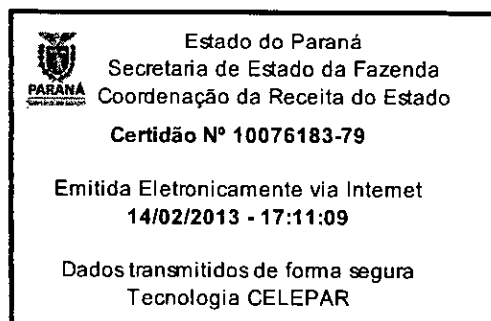 Estado do Paraná
Secretaria de Estado da Fazenda
PARANÁ
Coordenação da Receita do Estado
Certidão Nº 10076183-79
Emitida Eletronicamente via Internet
14/02/2013 - 17:11:09
Dados transmitidos de forma segura
Tecnologia CELEPAR